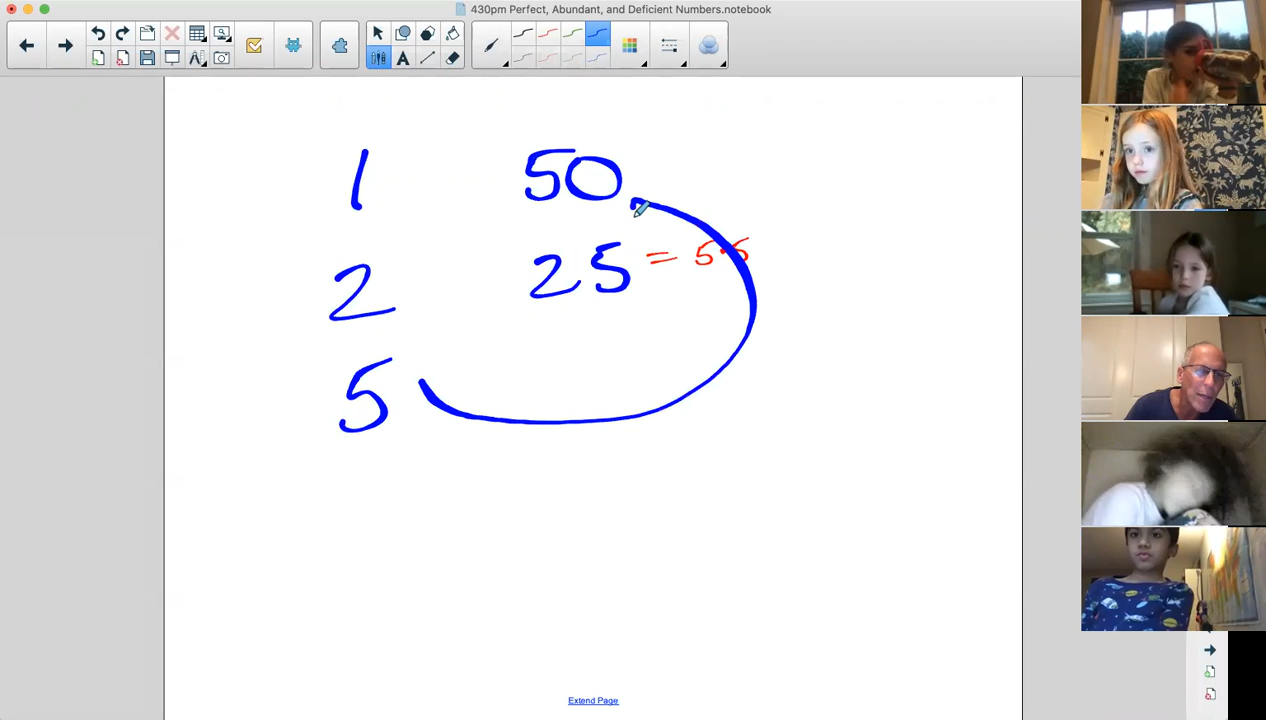 430pm Perfect, Abundant, and Deficient Numbers.notebook
1 50
2 25 =
5
Extend Page